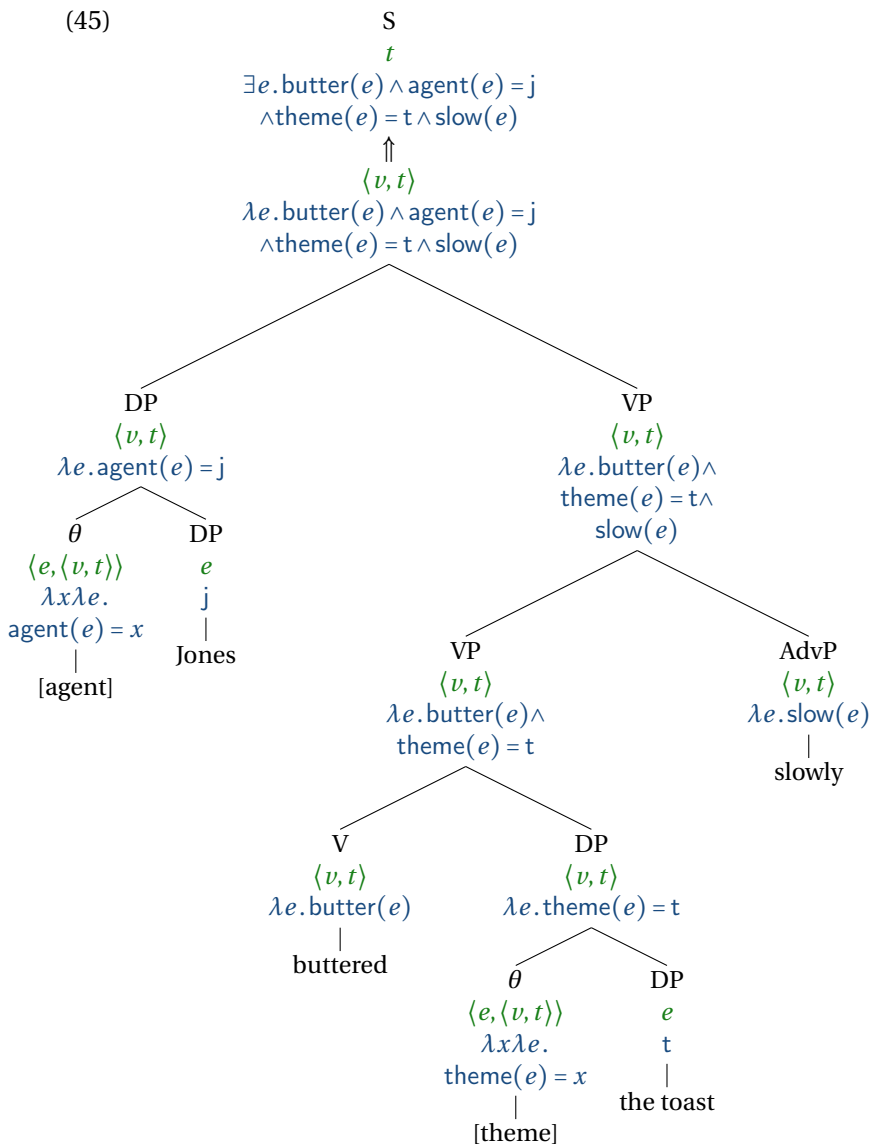 (45) S
t
∃e.butter(e) ∧ agent(e) = j
∧theme(e) = t ∧ slow(e)
⇑
⟨v, t⟩
λe.butter(e) ∧ agent(e) = j
∧theme(e) = t ∧ slow(e)
DP VP
⟨v, t⟩ ⟨v, t⟩
λe.agent(e) = j λe.butter(e)∧
theme(e) = t∧
slow(e)
θ DP
⟨e,⟨v, t⟩⟩ e
λxλe. j
agent(e) = x
Jones
[agent]
VP AdvP
⟨v, t⟩ ⟨v, t⟩
λe.butter(e)∧ λe.slow(e)
theme(e) = t
slowly
V DP
⟨v, t⟩ ⟨v, t⟩
λe.butter(e) λe.theme(e) = t
buttered
θ DP
⟨e,⟨v, t⟩⟩ e
λxλe. t
theme(e) = x
the toast
[theme]